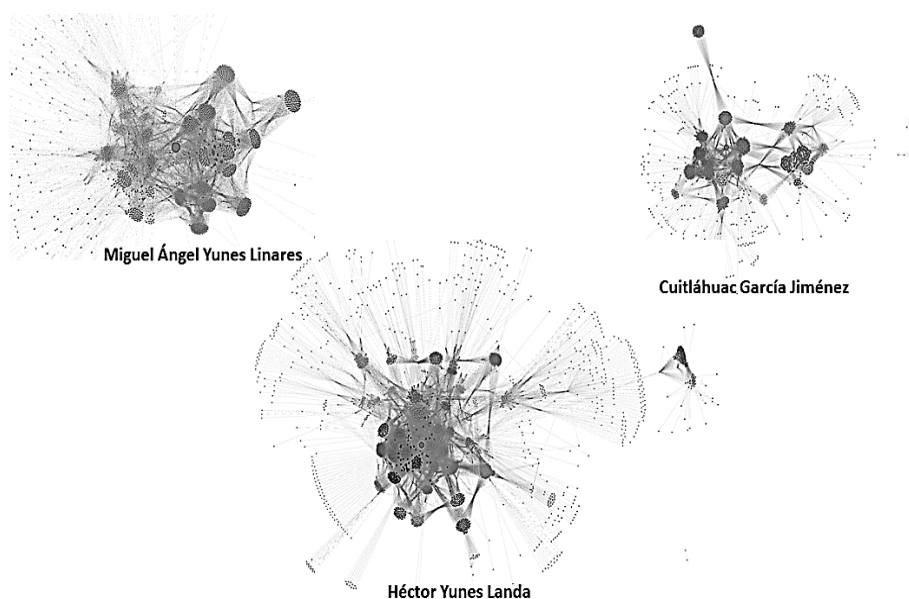 Miguel Ángel Yunes Linares
Cuitláhuac García Jiménez
Héctor Yunes Landa